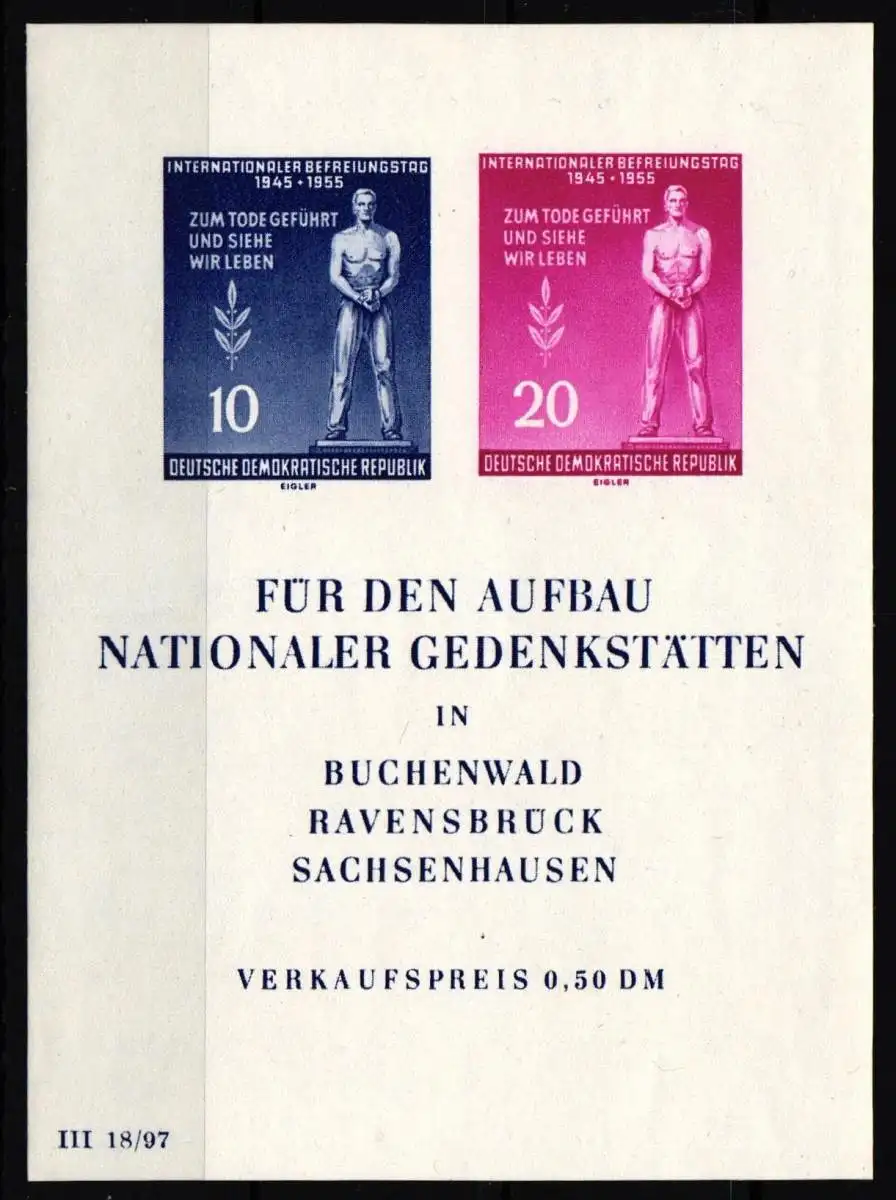 INTERNATIONALER BEFREIUNGSTAG
1945 • 1955
ZUM TODE GEFÜHRT
UND SIEHE
WIR LEBEN
10
DEUTSCHE DEMOKRATISCHE REPUBLIK
EIGLER
INTERNATIONALER BEFREIUNGSTAG
1945 • 1955
ZUM TODE GEFÜHRT
UND SIEHE
WIR LEBEN
20
DEUTSCHE DEMOKRATISCHE REPUBLIK
EIGLER
FÜR DEN AUFBAU
NATIONALER GEDENKSTÄTTEN
IN
BUCHENWALD
RAVENSBRÜCK
SACHSENHAUSEN
VERKAUFSPREIS 0,50 DM
III 18/97